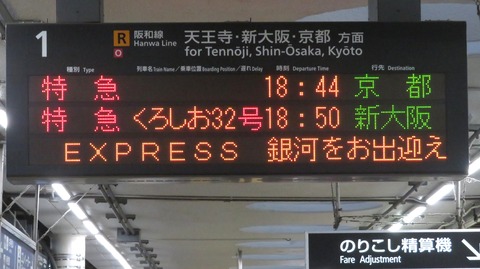 1 R 阪和線 天王寺・新大阪・京都 方面
O Hanwa Line for Tennōji, Shin-Ōsaka, Kyōto
種別 Type 列車名/Train Name/乗車位置/Boarding Position/遅れ Delay 時刻 Departure Time 行先 Destination
特急 18:44 京都
特急 くろしお32号 18:50 新大阪
EXPRESS 銀河をお出迎え
のりこし精算機
Fare Adjustment